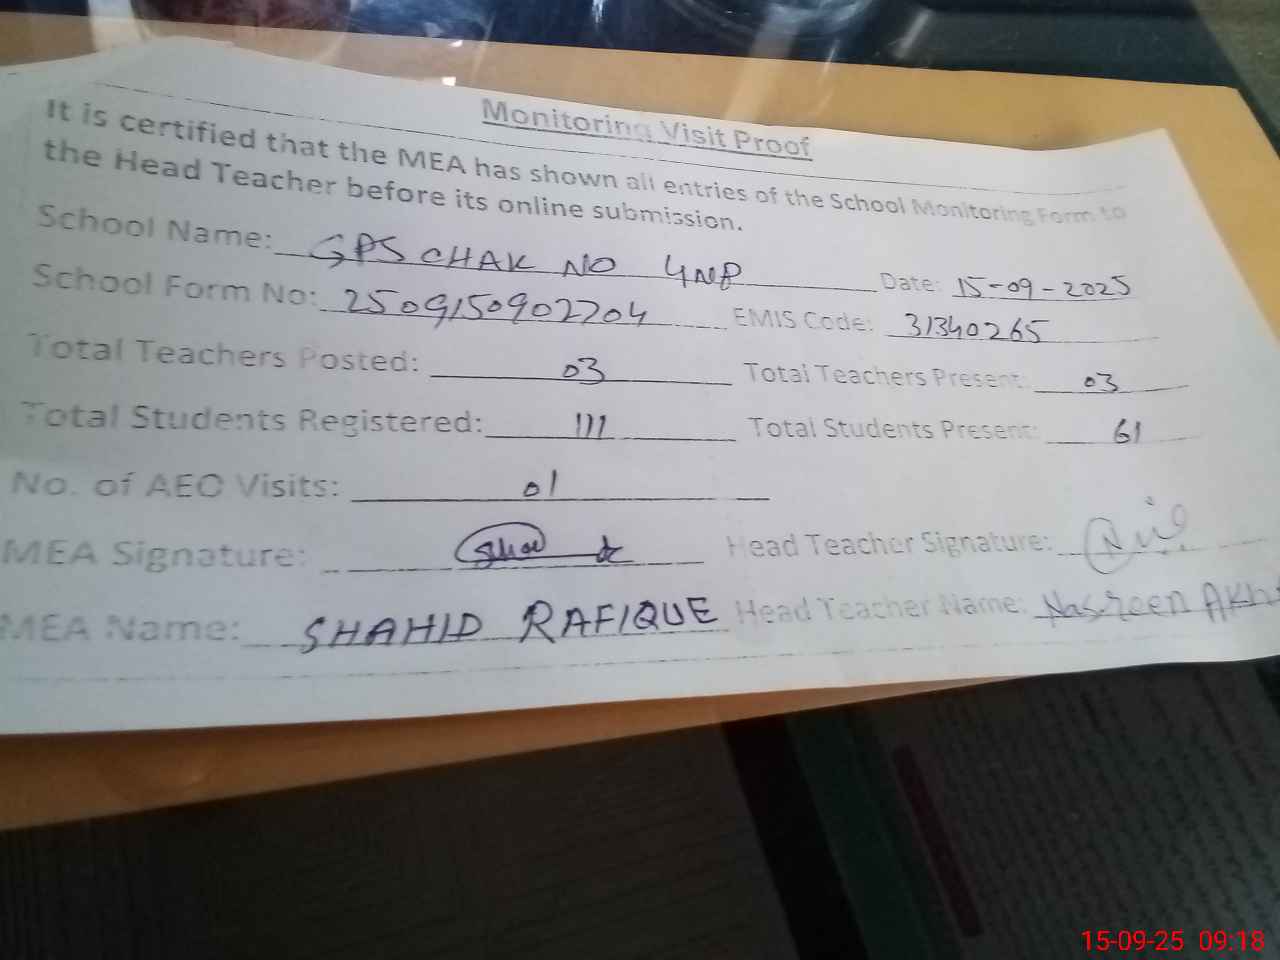 Monitoring Visit Proof
It is certified that the MEA has shown all entries of the School Monitoring Form to
the Head Teacher before its online submission.
School Name: GPS CHAK NO 4NP Date: 15-09-2025
School Form No: 2509150902204 EMIS Code: 31340265
Total Teachers Posted: 03 Total Teachers Present: 03
Total Students Registered: 111 Total Students Present: 61
No. of AEO Visits: 01
MEA Signature: Head Teacher Signature:
MEA Name: SHAHID RAFIQUE Head Teacher Name: Nasreen
15-09-25 09:18